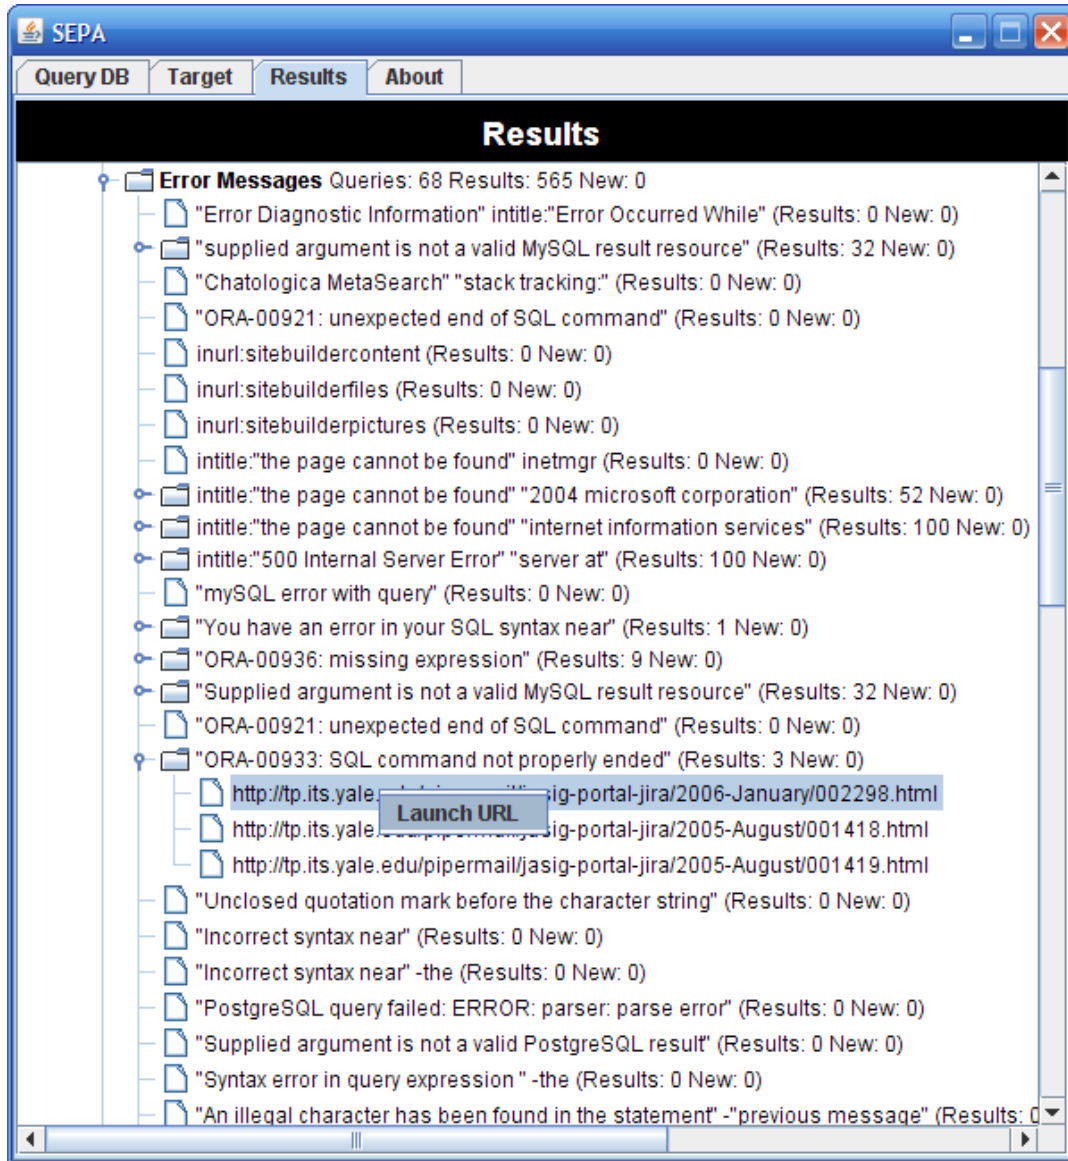 SEPA
Query DB Target Results About
Results
Error Messages Queries: 68 Results: 565 New: 0
"Error Diagnostic Information" intitle:"Error Occurred While" (Results: 0 New: 0)
"supplied argument is not a valid MySQL result resource" (Results: 32 New: 0)
"Chatologica MetaSearch" "stack tracking:" (Results: 0 New: 0)
"ORA-00921: unexpected end of SQL command" (Results: 0 New: 0)
inurl:sitebuildercontent (Results: 0 New: 0)
inurl:sitebuilderfiles (Results: 0 New: 0)
inurl:sitebuilderpictures (Results: 0 New: 0)
intitle:"the page cannot be found" inetmgr (Results: 0 New: 0)
intitle:"the page cannot be found" "2004 microsoft corporation" (Results: 52 New: 0)
intitle:"the page cannot be found" "internet information services" (Results: 100 New: 0)
intitle:"500 Internal Server Error" "server at" (Results: 100 New: 0)
"mySQL error with query" (Results: 0 New: 0)
"You have an error in your SQL syntax near" (Results: 1 New: 0)
"ORA-00936: missing expression" (Results: 9 New: 0)
"Supplied argument is not a valid MySQL result resource" (Results: 32 New: 0)
"ORA-00921: unexpected end of SQL command" (Results: 0 New: 0)
"ORA-00933: SQL command not properly ended" (Results: 3 New: 0)
http://tp.its.yale. sig-portal-jira/2006-January/002298.html
Launch URL
http://tp.its.yale.edu/pipermail/jasig-portal-jira/2005-August/001418.html
http://tp.its.yale.edu/pipermail/jasig-portal-jira/2005-August/001419.html
"Unclosed quotation mark before the character string" (Results: 0 New: 0)
"Incorrect syntax near" (Results: 0 New: 0)
"Incorrect syntax near" -the (Results: 0 New: 0)
"PostgreSQL query failed: ERROR: parser: parse error" (Results: 0 New: 0)
"Supplied argument is not a valid PostgreSQL result" (Results: 0 New: 0)
"Syntax error in query expression " -the (Results: 0 New: 0)
"An illegal character has been found in the statement" -"previous message" (Results: 0